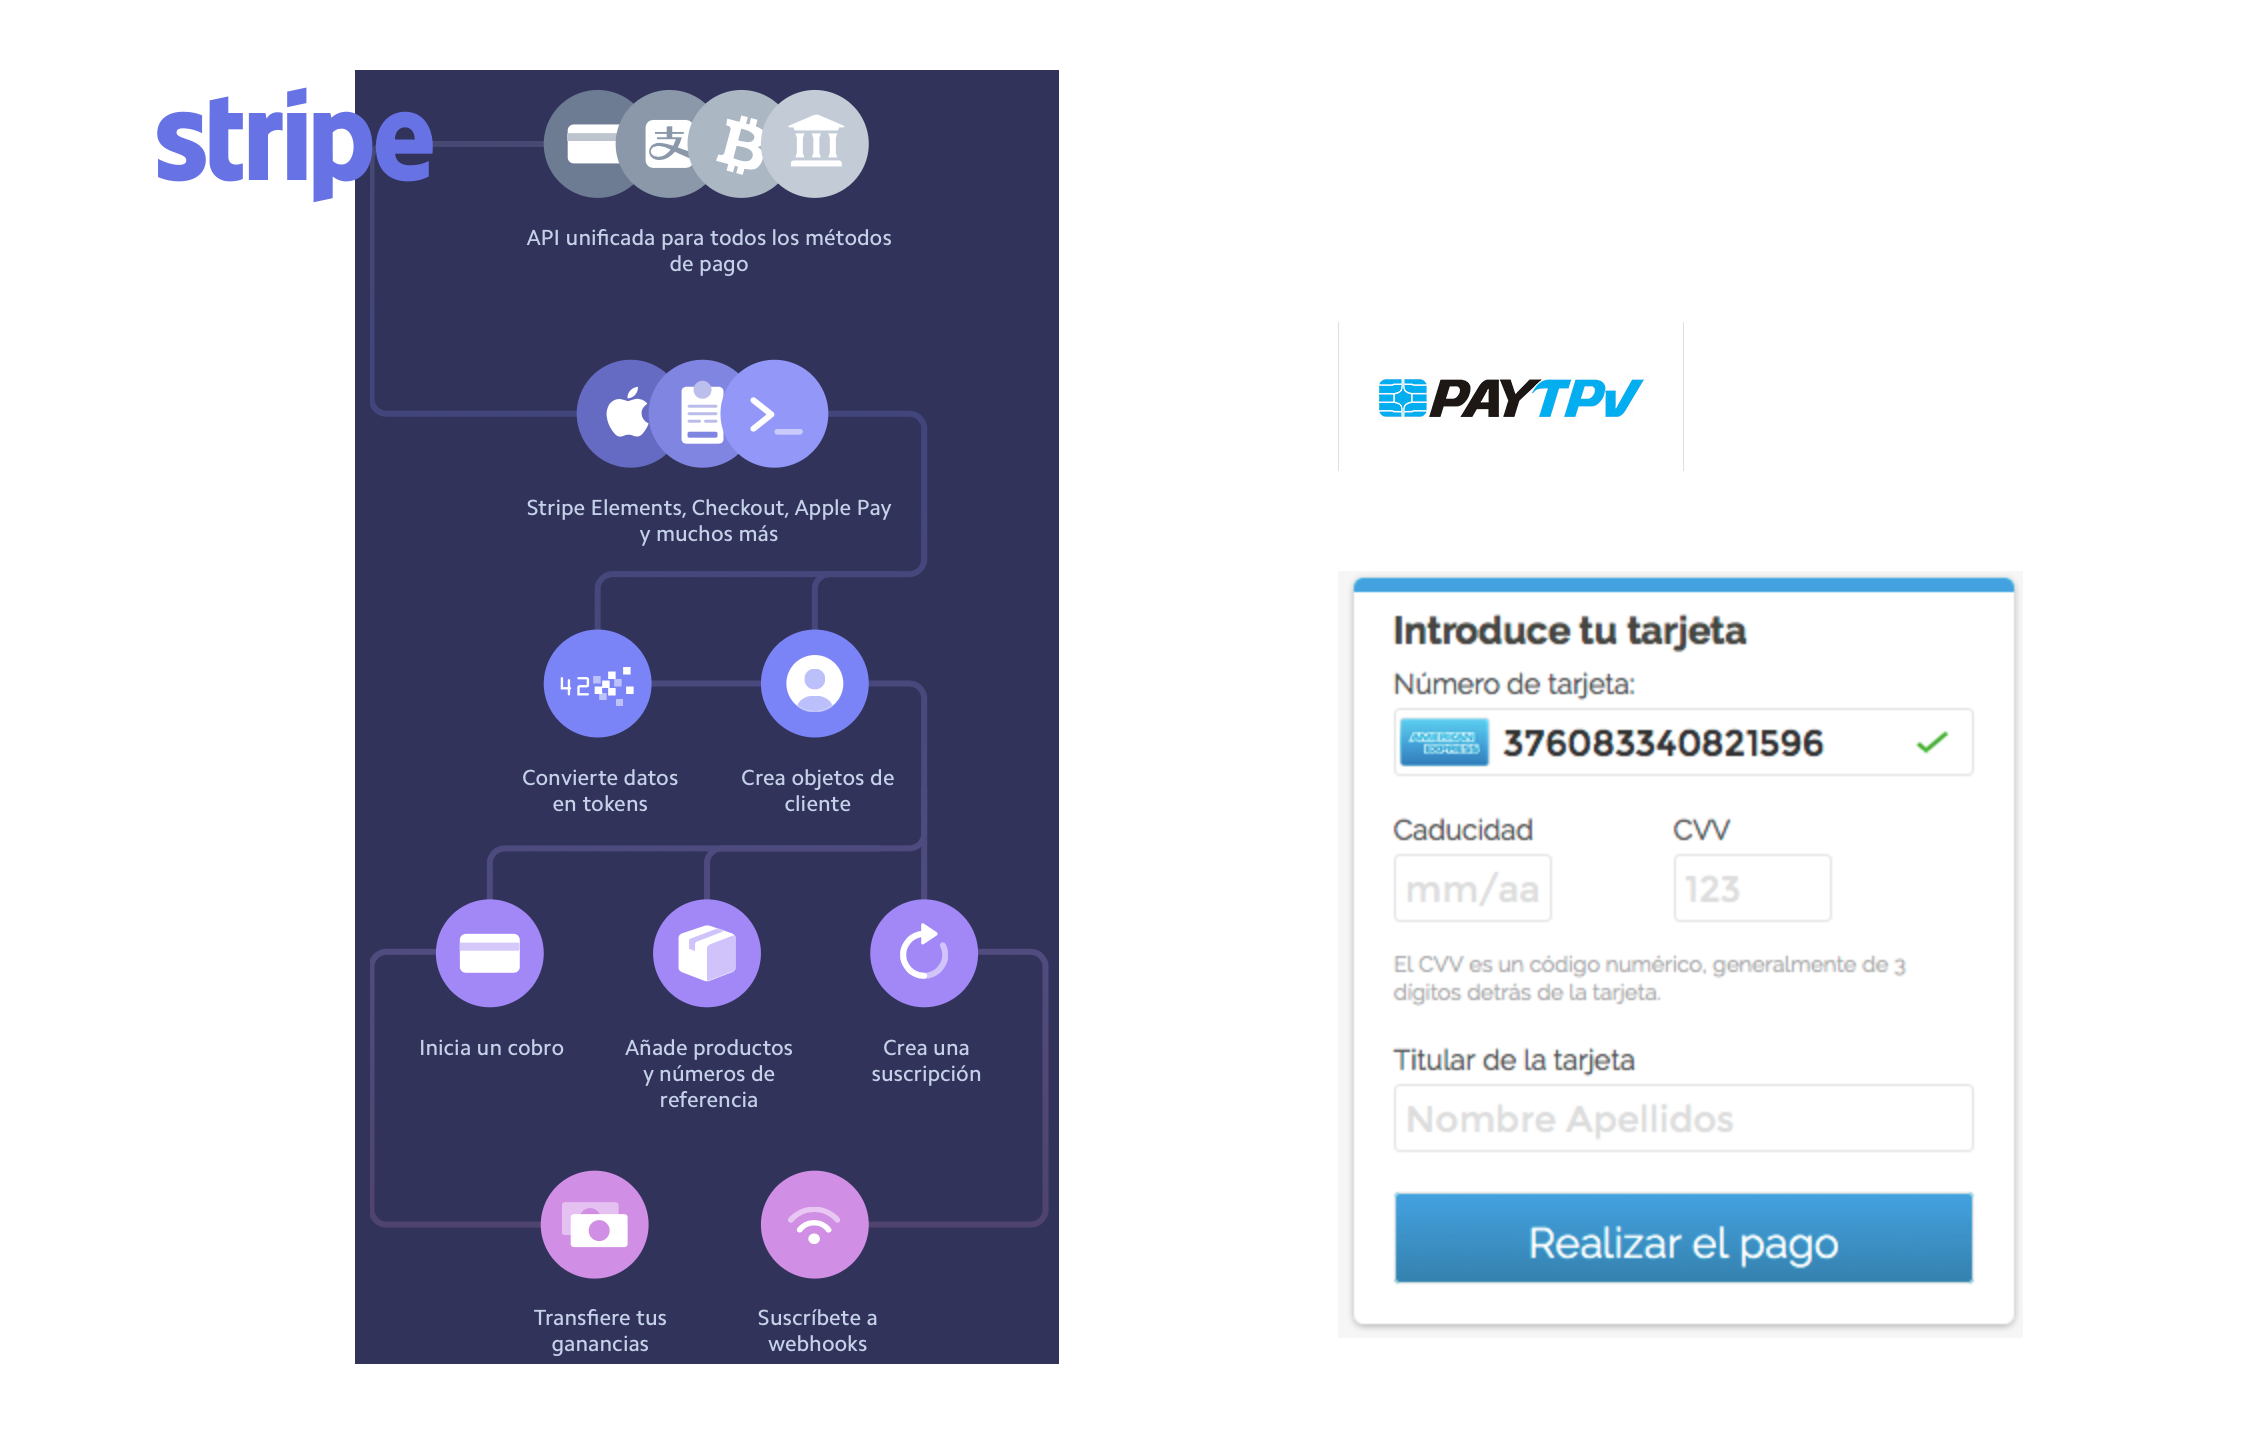 stripe
API unificada para todos los métodos
de pago
Stripe Elements, Checkout, Apple Pay
y muchos más
42
Convierte datos
en tokens
Crea objetos de
cliente
Inicia un cobro
Añade productos
y números de
referencia
Crea una
suscripción
Transfiere tus
ganancias
Suscríbete a
webhooks
PAYTPV
Introduce tu tarjeta
Número de tarjeta:
AMERICAN
EXPRESS
376083340821596
Caducidad
CVV
mm/aa
123
El CVV es un código numérico, generalmente de 3
dígitos detrás de la tarjeta.
Titular de la tarjeta
Nombre Apellidos
Realizar el pago